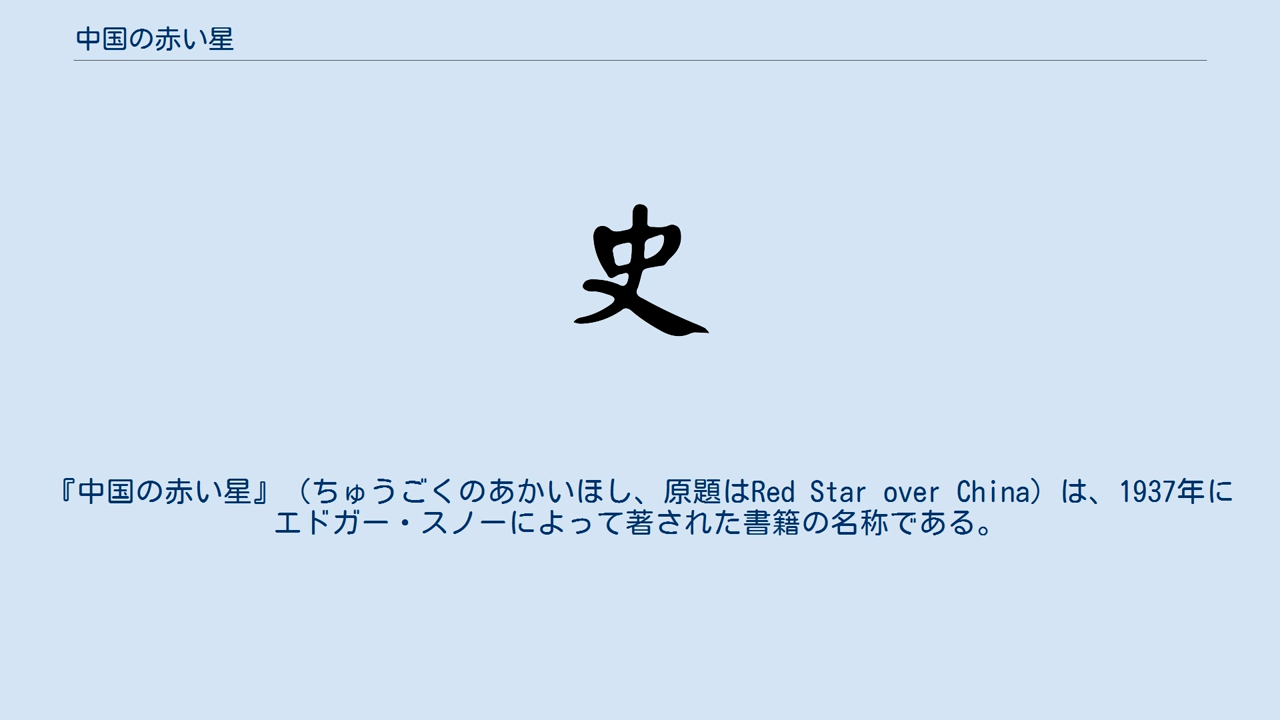 中国の赤い星
史
『中国の赤い星』（ちゅうごくのあかいほし、原題はRed Star over China）は、1937年に
エドガー・スノーによって著された書籍の名称である。